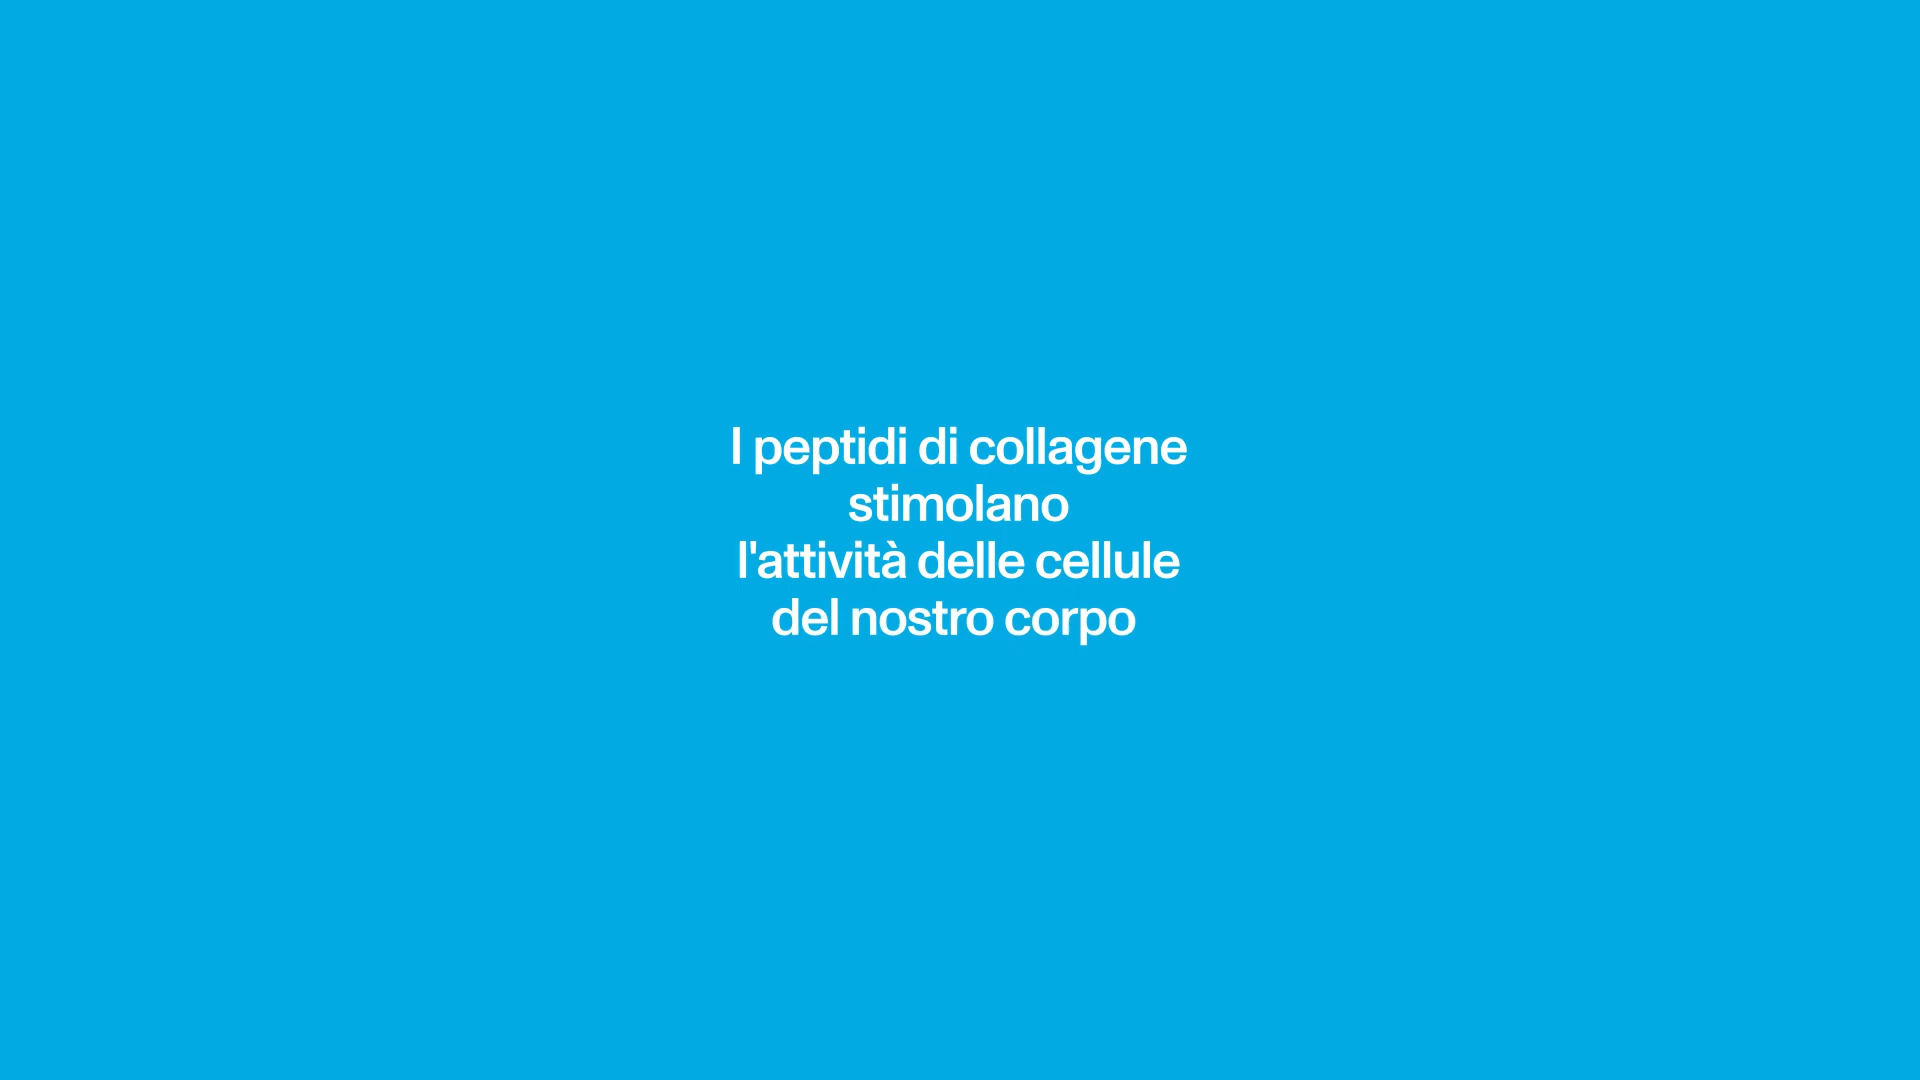 I peptidi di collagene
stimolano
l'attività delle cellule
del nostro corpo